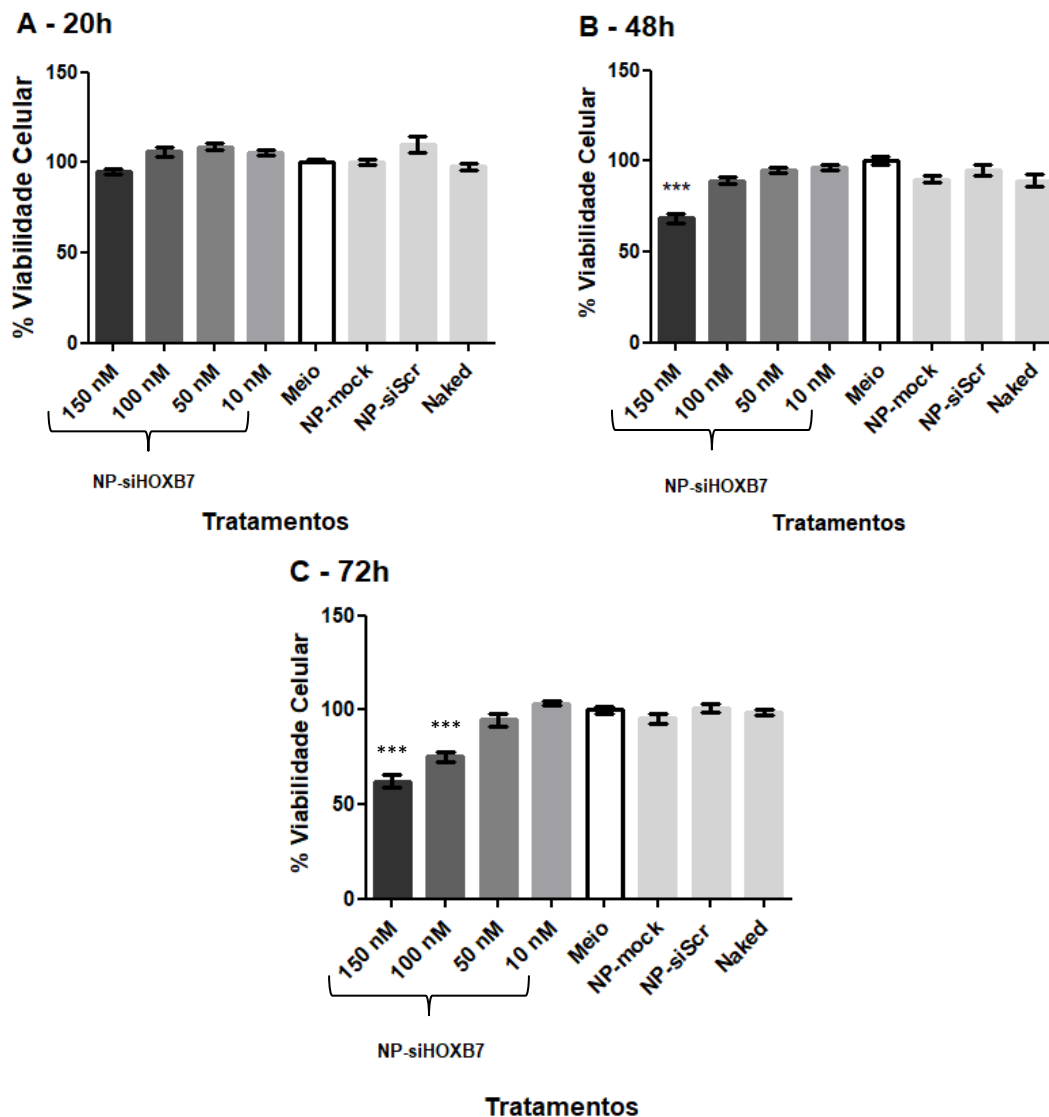 A - 20h
% Viabilidade Celular
150
100
50
0
150 nM
100 nM
50 nM
10 nM
Meio
NP-mock
NP-siScr
Naked
NP-siHOXB7
Tratamentos
B - 48h
% Viabilidade Celular
150
100
50
0
***
150 nM
100 nM
50 nM
10 nM
Meio
NP-mock
NP-siScr
Naked
NP-siHOXB7
Tratamentos
C - 72h
% Viabilidade Celular
150
100
50
0
***
***
150 nM
100 nM
50 nM
10 nM
Meio
NP-mock
NP-siScr
Naked
NP-siHOXB7
Tratamentos